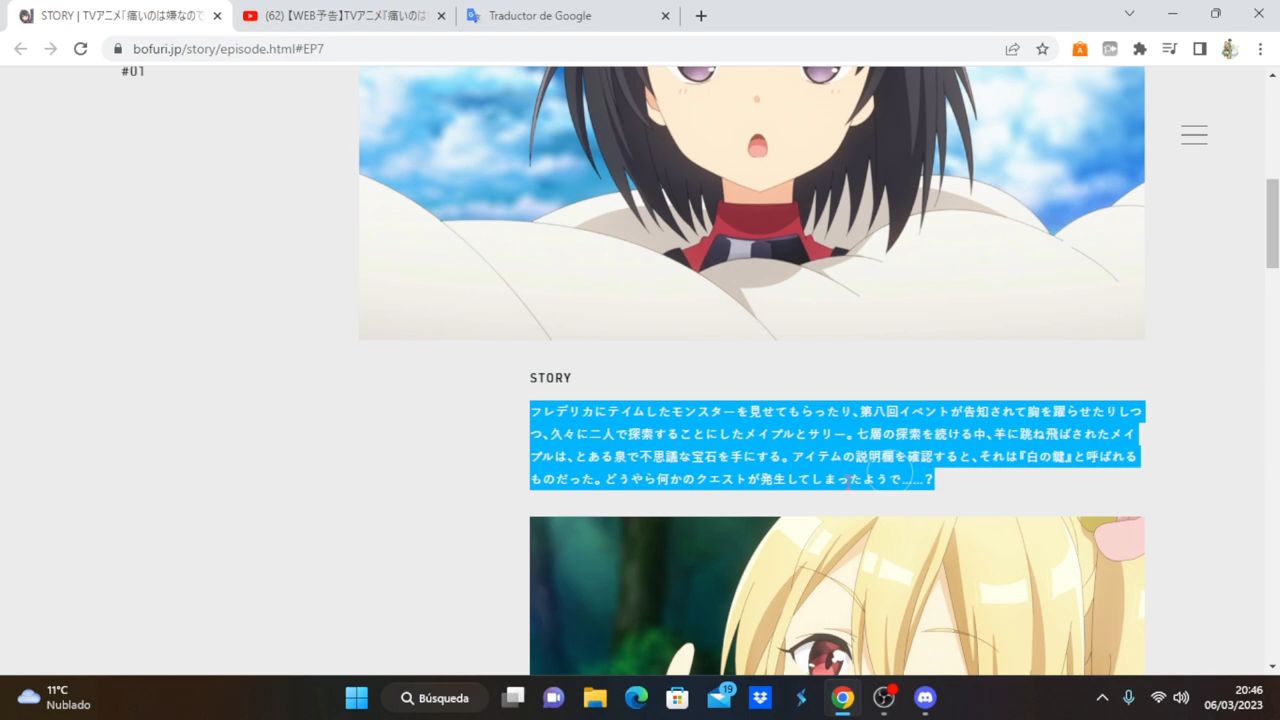 STORY | TVアニメ「痛いのは嫌なので
(62)【WEB予告】TVアニメ「痛いのは
Traductor de Google
bofuri.jp/story/episode.html#EP7
#01
STORY
フレデリカにテイムしたモンスターを見せてもらったり、第八回イベントが告知されて胸を躍らせたりしつ
つ、久々に二人で探索することにしたメイプルとサリー。七層の探索を続ける中、羊に跳ね飛ばされたメイ
プルは、とある泉で不思議な宝石を手にする。アイテムの説明欄を確認すると、それは『白の鍵』と呼ばれる
ものだった。どうやら何かのクエストが発生してしまったようで……？
11°C
Nublado
Búsqueda
19
20:46
06/03/2023